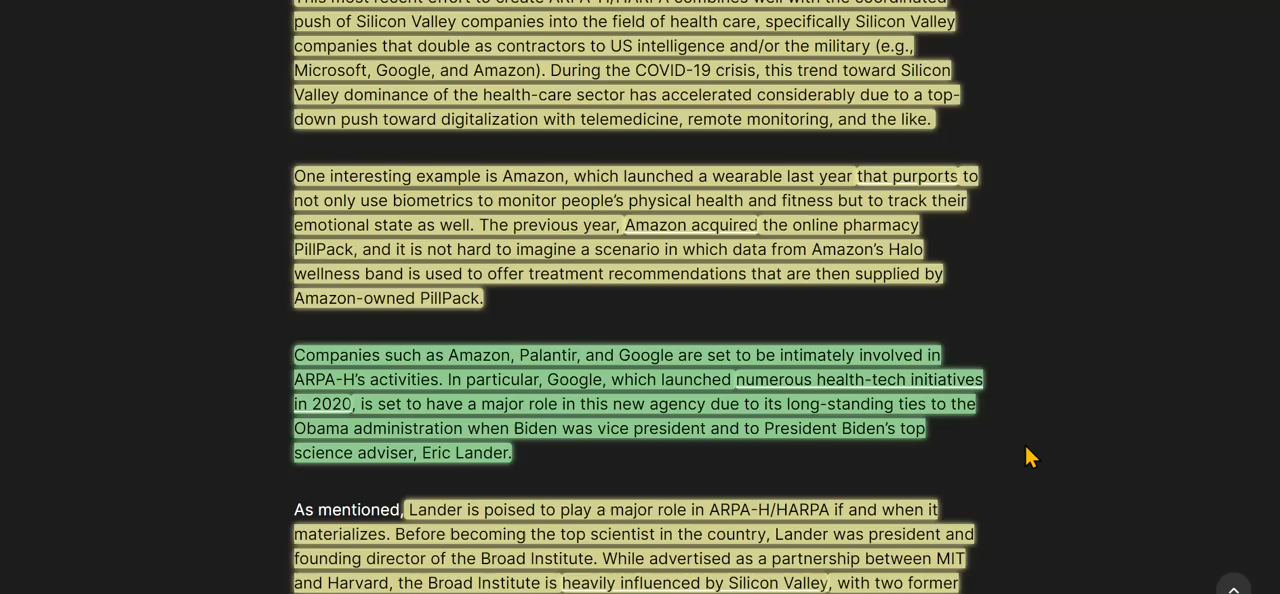 This most recent effort to create ARPA-H/HARPA combines well with the coordinated
push of Silicon Valley companies into the field of health care, specifically Silicon Valley
companies that double as contractors to US intelligence and/or the military (e.g.,
Microsoft, Google, and Amazon). During the COVID-19 crisis, this trend toward Silicon
Valley dominance of the health-care sector has accelerated considerably due to a top-
down push toward digitalization with telemedicine, remote monitoring, and the like.
One interesting example is Amazon, which launched a wearable last year that purports to
not only use biometrics to monitor people’s physical health and fitness but to track their
emotional state as well. The previous year, Amazon acquired the online pharmacy
PillPack, and it is not hard to imagine a scenario in which data from Amazon’s Halo
wellness band is used to offer treatment recommendations that are then supplied by
Amazon-owned PillPack.
Companies such as Amazon, Palantir, and Google are set to be intimately involved in
ARPA-H’s activities. In particular, Google, which launched numerous health-tech initiatives
in 2020, is set to have a major role in this new agency due to its long-standing ties to the
Obama administration when Biden was vice president and to President Biden’s top
science adviser, Eric Lander.
As mentioned, Lander is poised to play a major role in ARPA-H/HARPA if and when it
materializes. Before becoming the top scientist in the country, Lander was president and
founding director of the Broad Institute. While advertised as a partnership between MIT
and Harvard, the Broad Institute is heavily influenced by Silicon Valley, with two former